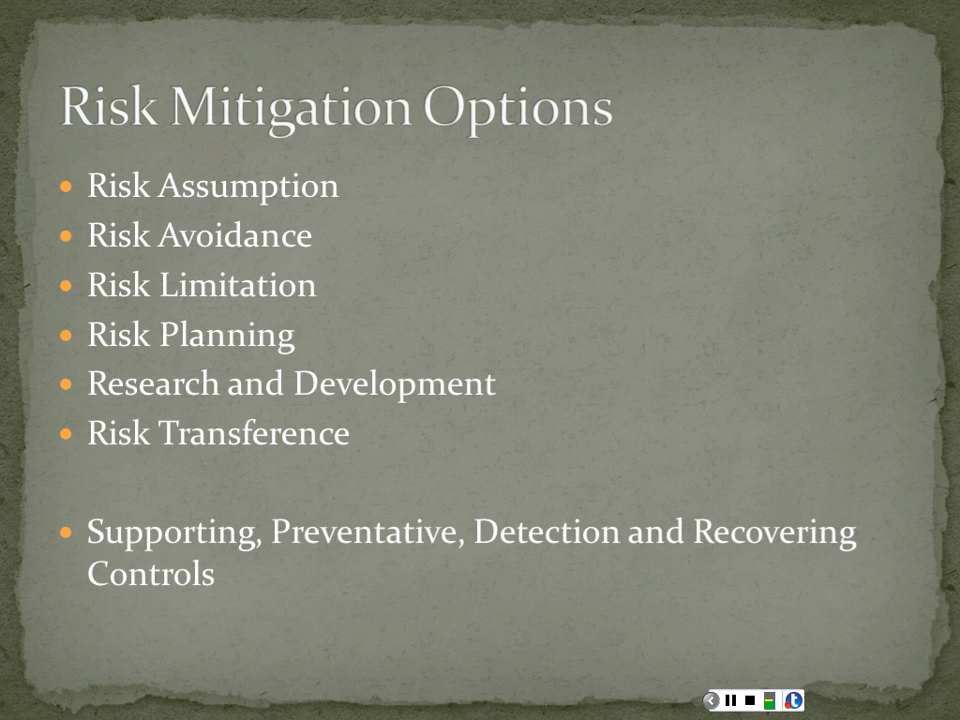 Risk Mitigation Options
Risk Assumption
Risk Avoidance
Risk Limitation
Risk Planning
Research and Development
Risk Transference
Supporting, Preventative, Detection and Recovering
Controls
t